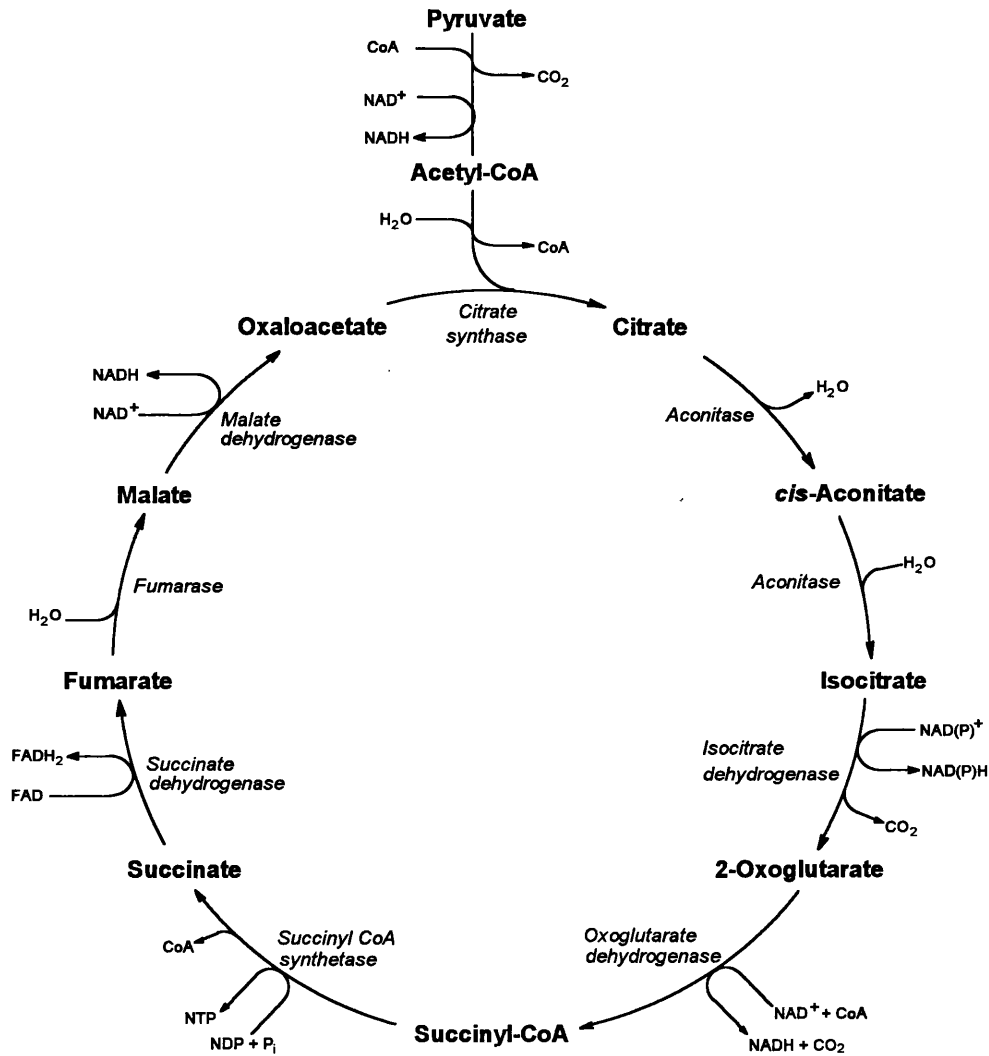 Pyruvate
CoA
CO2
NAD+
NADH
Acetyl-CoA
H2O
CoA
Citrate
synthase
Oxaloacetate
Citrate
NADH
NAD+
Malate
dehydrogenase
H2O
Aconitase
Malate
cis-Aconitate
Fumarase
H2O
Aconitase
H2O
Fumarate
Isocitrate
FADH2
FAD
Succinate
dehydrogenase
Isocitrate
dehydrogenase
NAD(P)+
NAD(P)H
CO2
Succinate
2-Oxoglutarate
CoA
Succinyl CoA
synthetase
Oxoglutarate
dehydrogenase
NTP
NDP + Pi
Succinyl-CoA
NAD+ + CoA
NADH + CO2